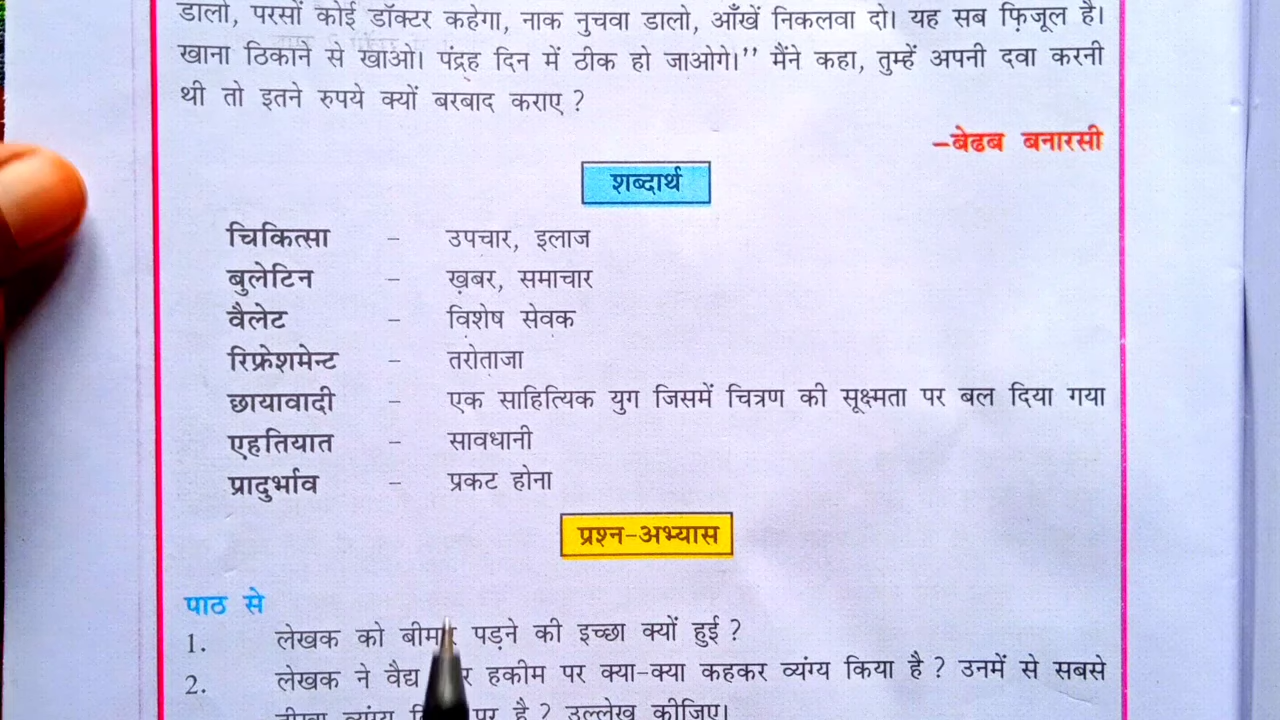 डालो, परसों कोई डॉक्टर कहेगा, नाक नुचवा डालो, आँखें निकलवा दो। यह सब फ़िजूल है।
खाना ठिकाने से खाओ। पंद्रह दिन में ठीक हो जाओगे।'' मैंने कहा, तुम्हें अपनी दवा करनी
थी तो इतने रुपये क्यों बरबाद कराए ?
–बेढब बनारसी
शब्दार्थ
चिकित्सा - उपचार, इलाज
बुलेटिन - ख़बर, समाचार
वैलेट - विशेष सेवक
रिफ्रेशमेन्ट - तरोताजा
छायावादी - एक साहित्यिक युग जिसमें चित्रण की सूक्ष्मता पर बल दिया गया
एहतियात - सावधानी
प्रादुर्भाव - प्रकट होना
प्रश्न-अभ्यास
पाठ से
1. लेखक को बीमार पड़ने की इच्छा क्यों हुई ?
2. लेखक ने वैद्य हकीम पर क्या-क्या कहकर व्यंग्य किया है ? उनमें से सबसे
व्यंग्य पर है ? उल्लेख कीजिए।